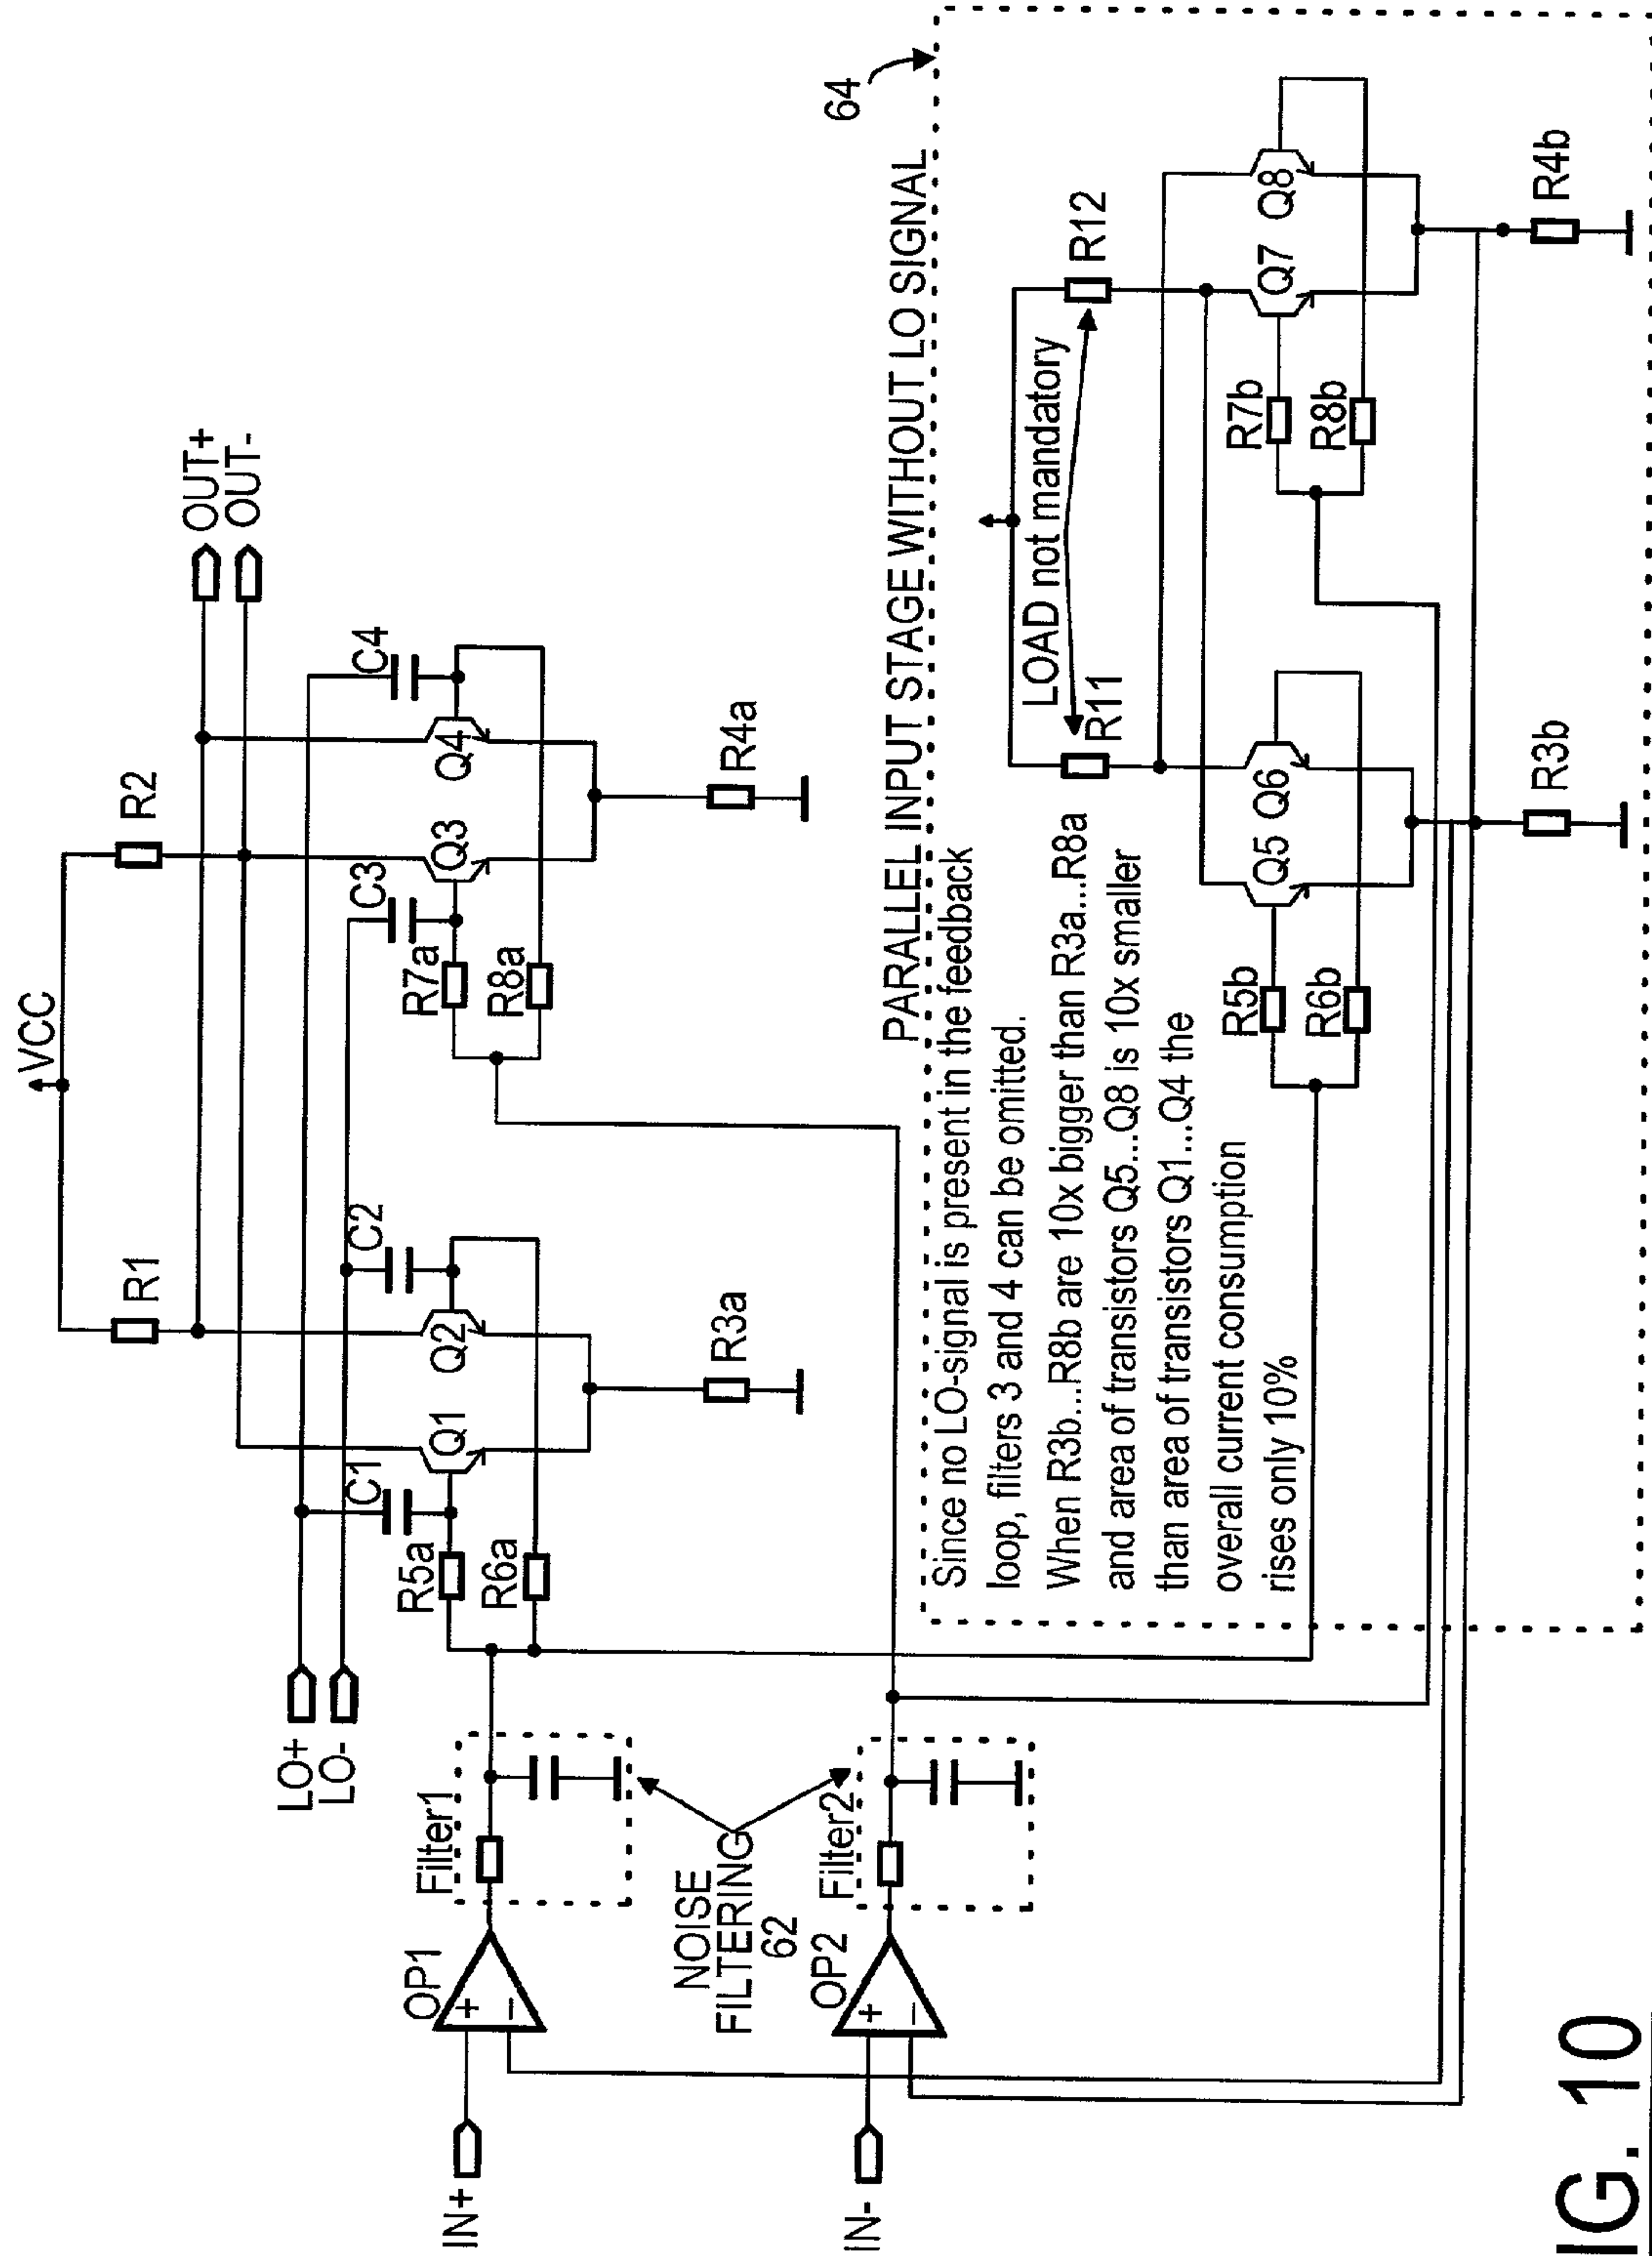 VCC
R1
R2
OUT+
OUT-
LO+
LO-
C1
C2
C3
C4
R5a
Q1
Q2
R6a
R7a
Q3
Q4
R8a
R3a
R4a
IN+
OP1
+
–
Filter1
NOISE
FILTERING
62
IN-
OP2
+
–
Filter2
64
PARALLEL INPUT STAGE WITHOUT LO SIGNAL
Since no LO-signal is present in the feedback
loop, filters 3 and 4 can be omitted.
When R3b...R8b are 10x bigger than R3a...R8a
and area of transistors Q5...Q8 is 10x smaller
than area of transistors Q1...Q4 the
overall current consumption
rises only 10%
LOAD not mandatory
R11
R12
Q5
Q6
Q7
Q8
R5b
R6b
R7b
R8b
R3b
R4b
IG. 10